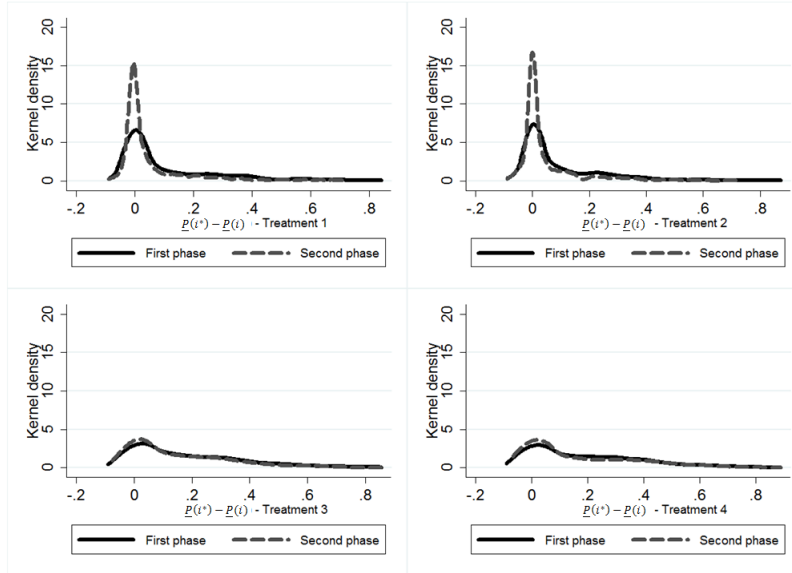 20
15
10
5
0
Kernel density
-.2 0 .2 .4 .6 .8
P(i*) − P(i) - Treatment 1
First phase Second phase
20
15
10
5
0
Kernel density
-.2 0 .2 .4 .6 .8
P(i*) − P(i) - Treatment 2
First phase Second phase
20
15
10
5
0
Kernel density
-.2 0 .2 .4 .6 .8
P(i*) − P(i) - Treatment 3
First phase Second phase
20
15
10
5
0
Kernel density
-.2 0 .2 .4 .6 .8
P(i*) − P(i) - Treatment 4
First phase Second phase